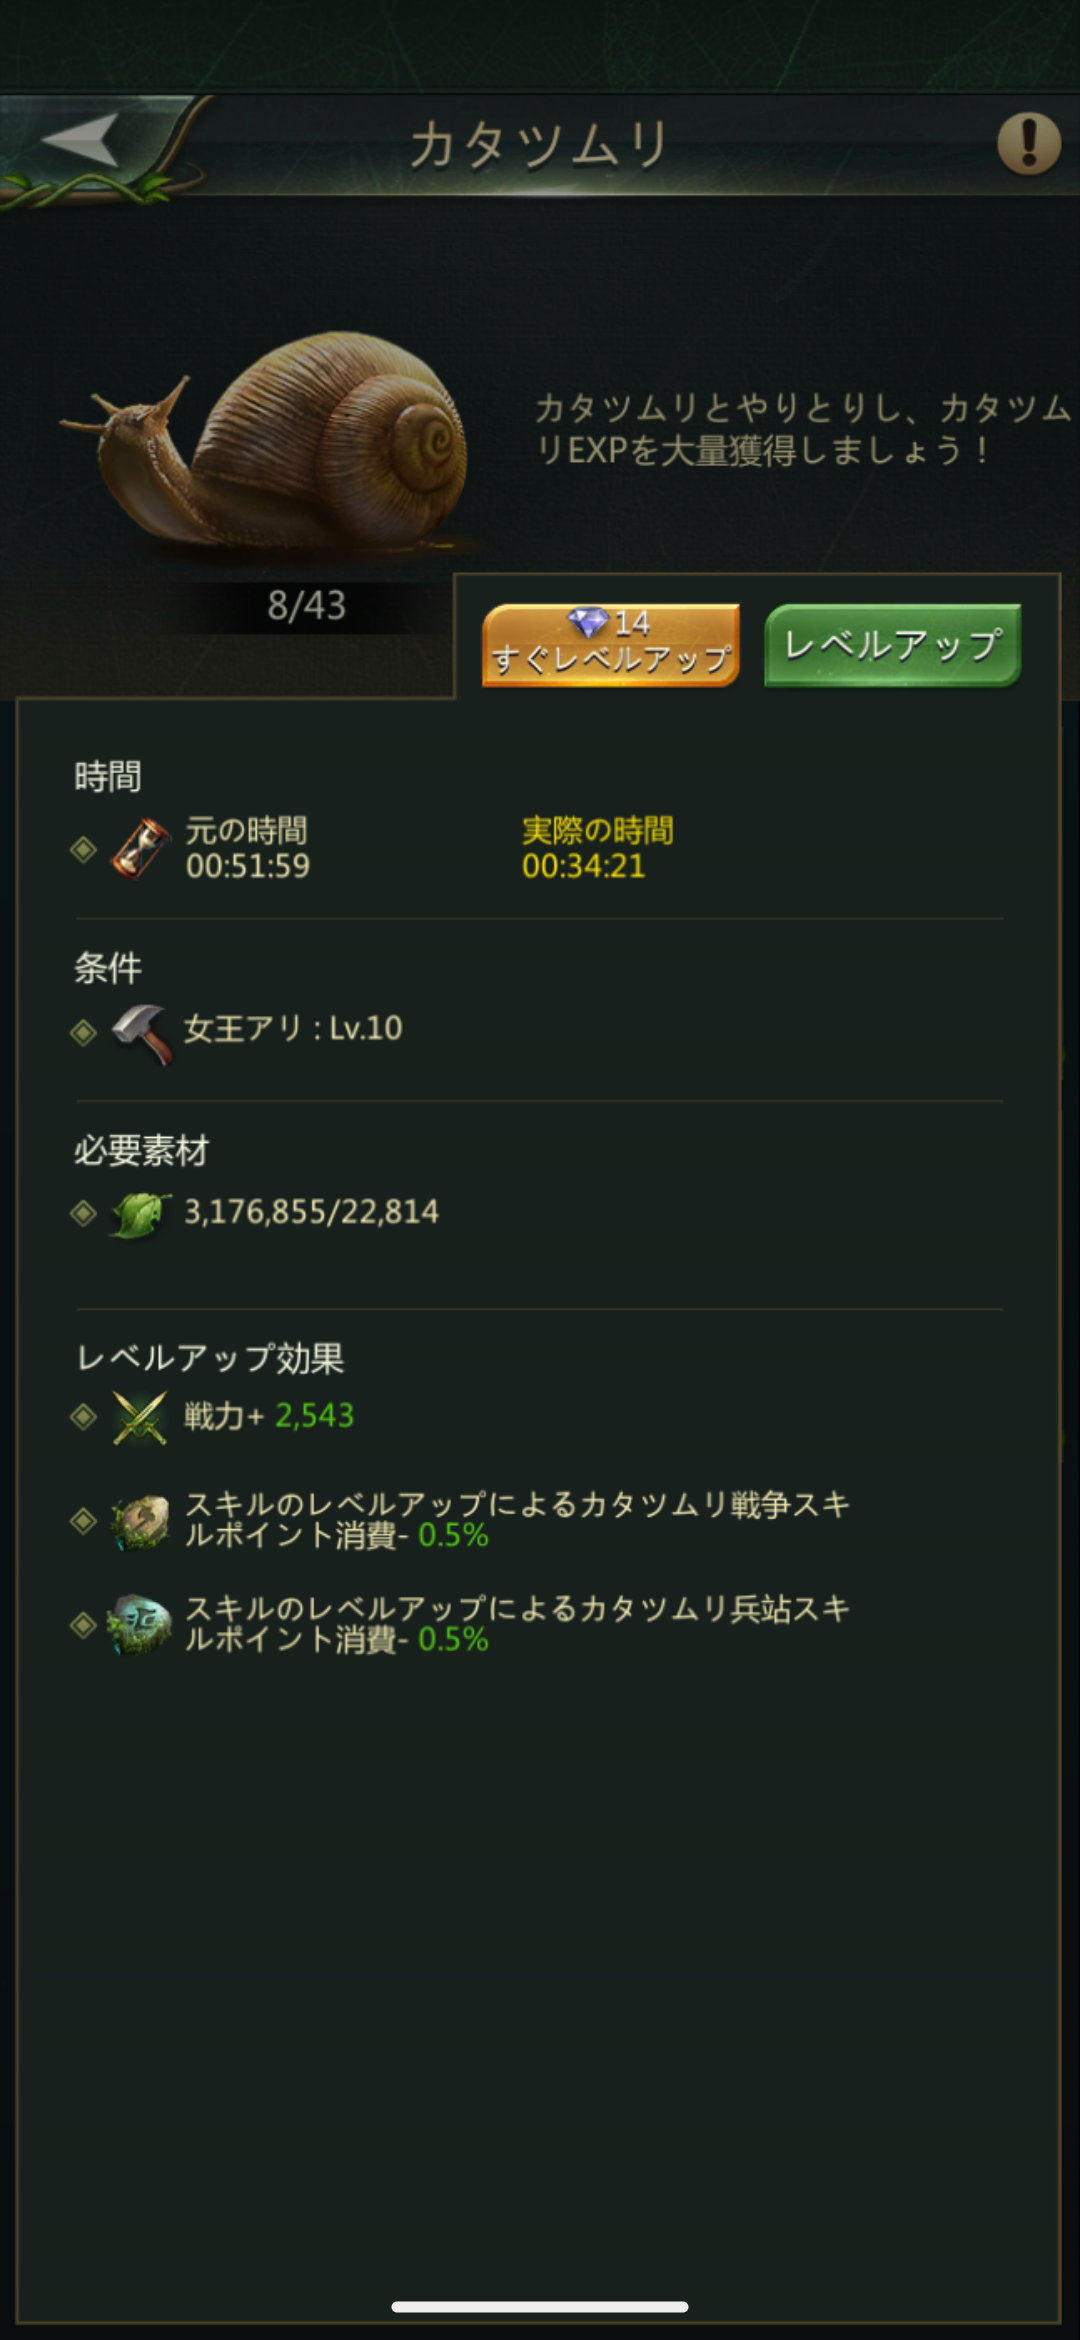 カタツムリ
カタツムリとやりとりし、カタツム
リEXPを大量獲得しましょう！
8/43
14
すぐレベルアップ
レベルアップ
時間
元の時間
実際の時間
00:51:59
00:34:21
条件
女王アリ : Lv.10
必要素材
3,176,855/22,814
レベルアップ効果
戦力+ 2,543
スキルのレベルアップによるカタツムリ戦争スキ
ルポイント消費- 0.5%
スキルのレベルアップによるカタツムリ兵站スキ
ルポイント消費- 0.5%